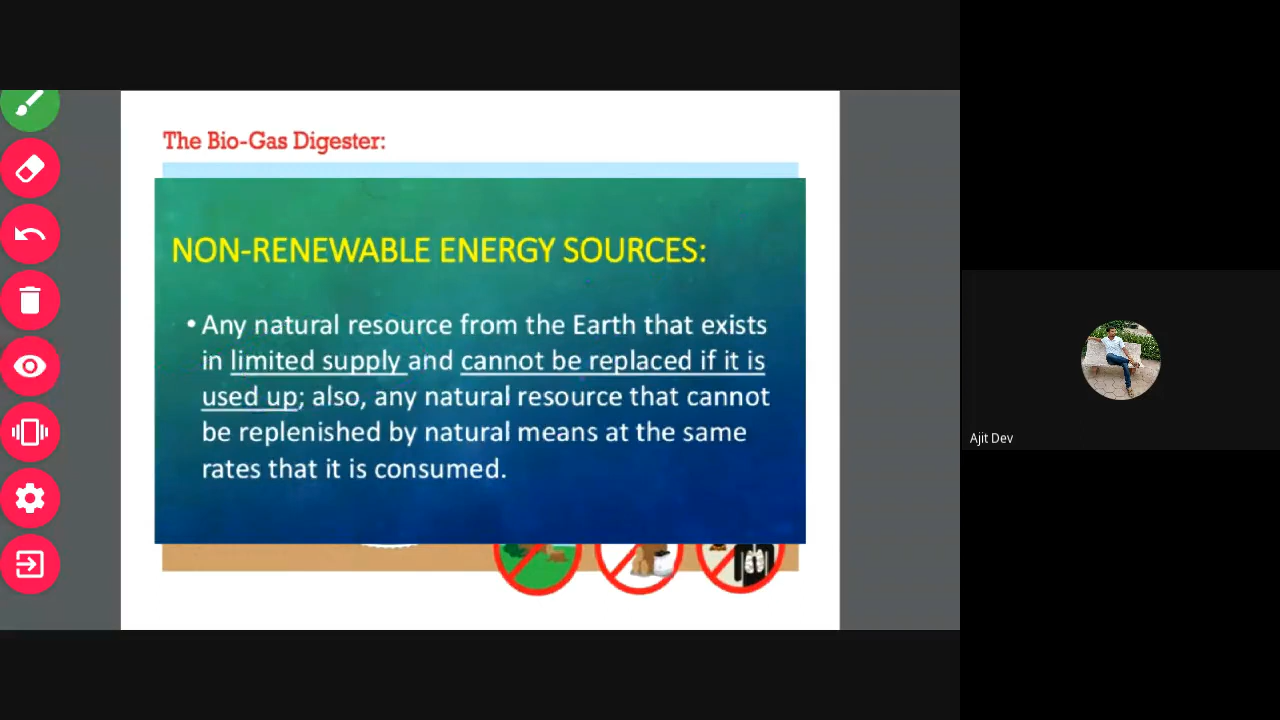 The Bio-Gas Digester:
NON-RENEWABLE ENERGY SOURCES:
• Any natural resource from the Earth that exists
in limited supply and cannot be replaced if it is
used up; also, any natural resource that cannot
be replenished by natural means at the same
rates that it is consumed.
Ajit Dev